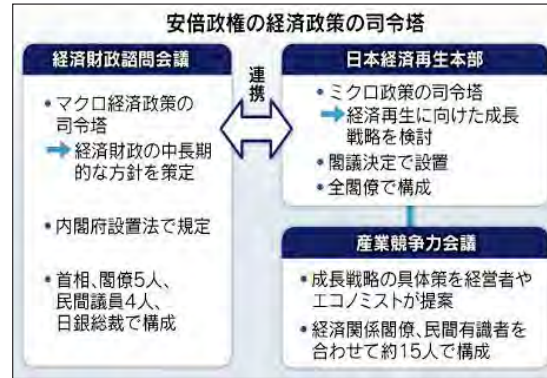 安倍政権の経済政策の司令塔
経済財政諮問会議
• マクロ経済政策の
司令塔
➡ 経済財政の中長期
的な方針を策定
• 内閣府設置法で規定
• 首相、閣僚5人、
民間議員4人、
日銀総裁で構成
連携
日本経済再生本部
• ミクロ政策の司令塔
➡ 経済再生に向けた成長
戦略を検討
• 閣議決定で設置
• 全閣僚で構成
産業競争力会議
• 成長戦略の具体策を経営者や
エコノミストが提案
• 経済関係閣僚、民間有識者を
合わせて約15人で構成